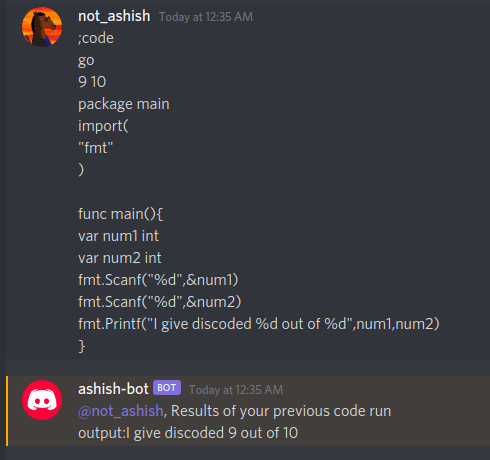 not_ashish Today at 12:35 AM
;code
go
9 10
package main
import(
"fmt"
)
func main(){
var num1 int
var num2 int
fmt.Scanf("%d",&num1)
fmt.Scanf("%d",&num2)
fmt.Printf("I give discoded %d out of %d",num1,num2)
}
ashish-bot BOT Today at 12:35 AM
@not_ashish, Results of your previous code run
output:I give discoded 9 out of 10